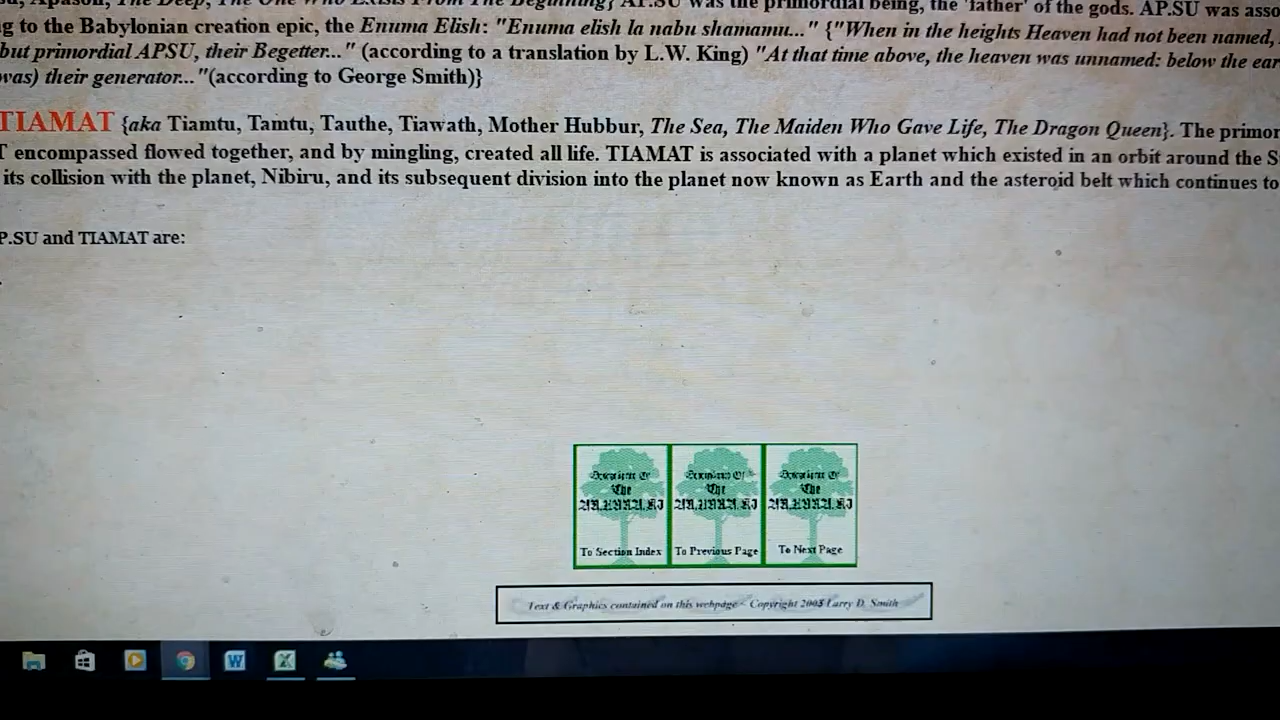 The Deep, The One Who Exists From The Beginning} AP.SU was the primordial being, the 'father' of the gods. AP.SU was asso
g to the Babylonian creation epic, the Enuma Elish: "Enuma elish la nabu shamamu..." {"When in the heights Heaven had not been named,
but primordial APSU, their Begetter..." (according to a translation by L.W. King) "At that time above, the heaven was unnamed: below the ear
was) their generator..."(according to George Smith)}
TIAMAT {aka Tiamtu, Tamtu, Tauthe, Tiawath, Mother Hubbur, The Sea, The Maiden Who Gave Life, The Dragon Queen}. The primor
T encompassed flowed together, and by mingling, created all life. TIAMAT is associated with a planet which existed in an orbit around the S
its collision with the planet, Nibiru, and its subsequent division into the planet now known as Earth and the asteroid belt which continues to
P.SU and TIAMAT are:
The
To Section Index
The
To Previous Page
The
To Next Page
Text & Graphics contained on this webpage - Copyright 2003 Larry D. Smith